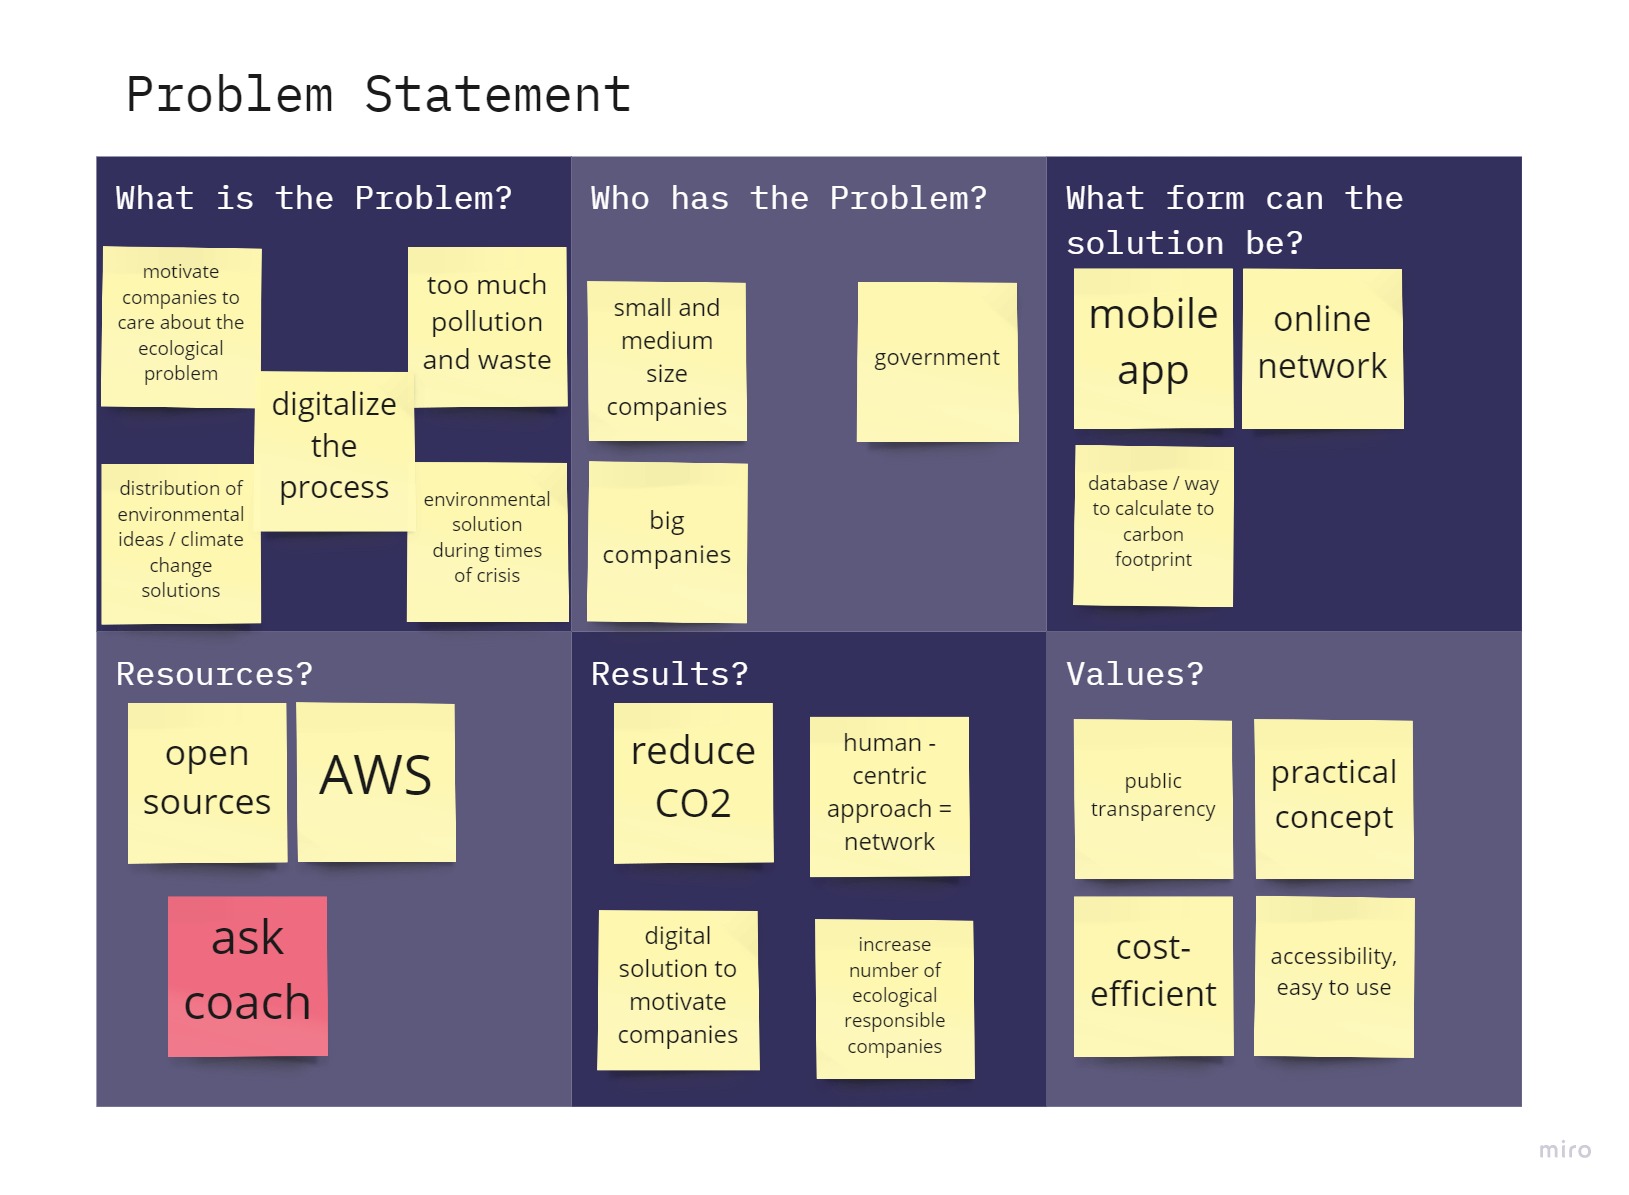 Problem Statement
What is the Problem?
motivate
companies to
care about the
ecological
problem
too much
pollution
and waste
digitalize
the
process
distribution of
environmental
ideas / climate
change
solutions
environmental
solution
during times
of crisis
Who has the Problem?
small and
medium
size
companies
government
big
companies
What form can the
solution be?
mobile
app
online
network
database / way
to calculate to
carbon
footprint
Resources?
open
sources
AWS
ask
coach
Results?
reduce
CO2
human -
centric
approach =
network
digital
solution to
motivate
companies
increase
number of
ecological
responsible
companies
Values?
public
transparency
practical
concept
cost-
efficient
accessibility,
easy to use
miro